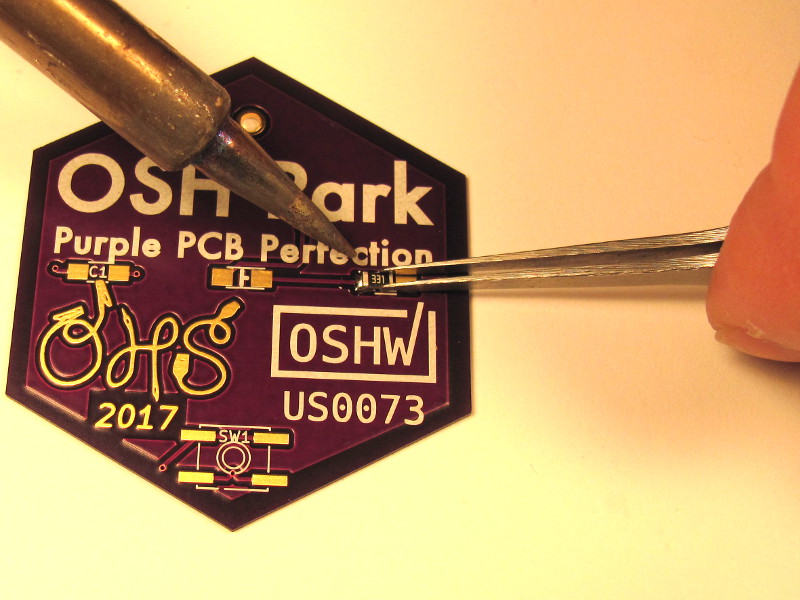 OSH Park
Purple PCB Perfection
C1
331
OHS
OSHW
2017
US0073
SW1